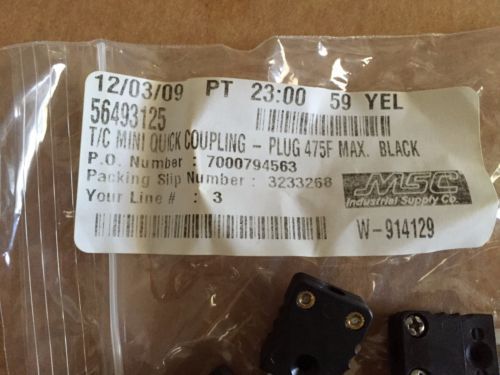 12/03/09 PT 23:00 59 YEL
56493125
T/C MINI QUICK COUPLING - PLUG 475F MAX. BLACK
P.O. Number : 7000794563
Packing Slip Number : 3233268
Your Line # : 3
MSC
Industrial Supply Co.
W-914129